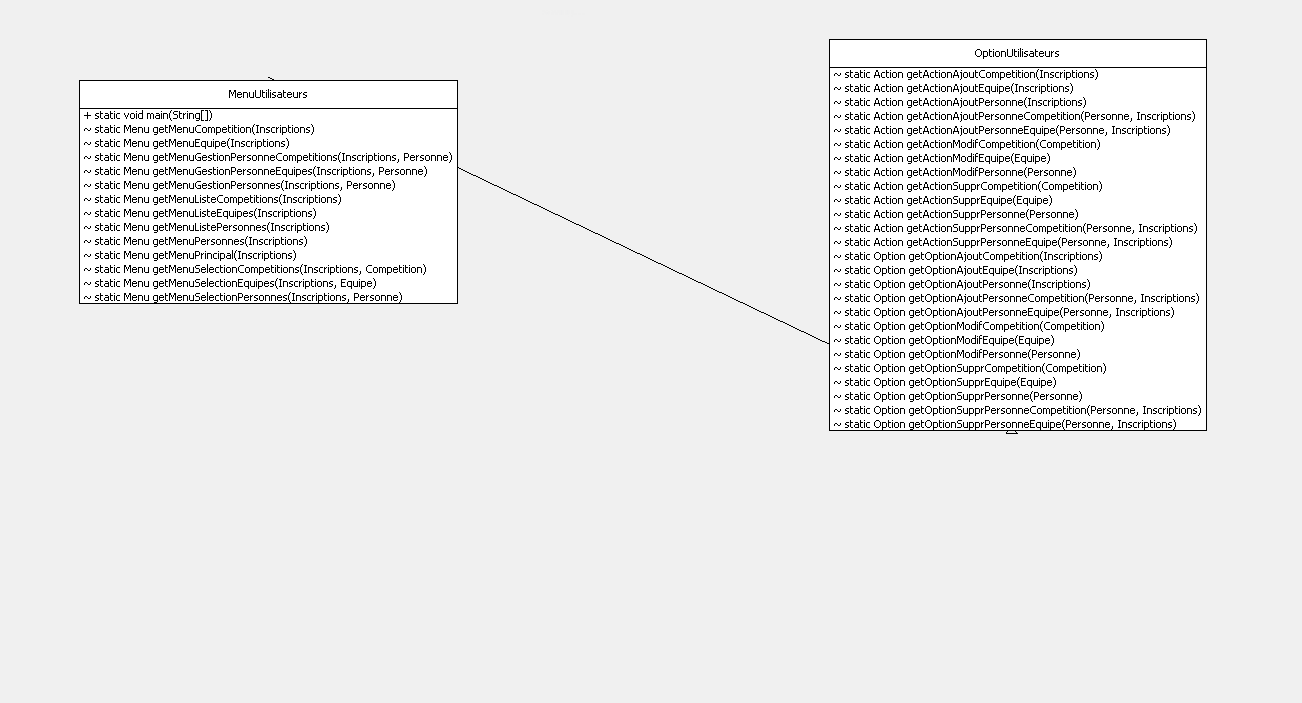 MenuUtilisateurs
+ static void main(String[])
~ static Menu getMenuCompetition(Inscriptions)
~ static Menu getMenuEquipe(Inscriptions)
~ static Menu getMenuGestionPersonneCompetitions(Inscriptions, Personne)
~ static Menu getMenuGestionPersonneEquipes(Inscriptions, Personne)
~ static Menu getMenuGestionPersonnes(Inscriptions, Personne)
~ static Menu getMenuListeCompetitions(Inscriptions)
~ static Menu getMenuListeEquipes(Inscriptions)
~ static Menu getMenuListePersonnes(Inscriptions)
~ static Menu getMenuPersonnes(Inscriptions)
~ static Menu getMenuPrincipal(Inscriptions)
~ static Menu getMenuSelectionCompetitions(Inscriptions, Competition)
~ static Menu getMenuSelectionEquipes(Inscriptions, Equipe)
~ static Menu getMenuSelectionPersonnes(Inscriptions, Personne)
OptionUtilisateurs
~ static Action getActionAjoutCompetition(Inscriptions)
~ static Action getActionAjoutEquipe(Inscriptions)
~ static Action getActionAjoutPersonne(Inscriptions)
~ static Action getActionAjoutPersonneCompetition(Personne, Inscriptions)
~ static Action getActionAjoutPersonneEquipe(Personne, Inscriptions)
~ static Action getActionModifCompetition(Competition)
~ static Action getActionModifEquipe(Equipe)
~ static Action getActionModifPersonne(Personne)
~ static Action getActionSupprCompetition(Competition)
~ static Action getActionSupprEquipe(Equipe)
~ static Action getActionSupprPersonne(Personne)
~ static Action getActionSupprPersonneCompetition(Personne, Inscriptions)
~ static Action getActionSupprPersonneEquipe(Personne, Inscriptions)
~ static Option getOptionAjoutCompetition(Inscriptions)
~ static Option getOptionAjoutEquipe(Inscriptions)
~ static Option getOptionAjoutPersonne(Inscriptions)
~ static Option getOptionAjoutPersonneCompetition(Personne, Inscriptions)
~ static Option getOptionAjoutPersonneEquipe(Personne, Inscriptions)
~ static Option getOptionModifCompetition(Competition)
~ static Option getOptionModifEquipe(Equipe)
~ static Option getOptionModifPersonne(Personne)
~ static Option getOptionSupprCompetition(Competition)
~ static Option getOptionSupprEquipe(Equipe)
~ static Option getOptionSupprPersonne(Personne)
~ static Option getOptionSupprPersonneCompetition(Personne, Inscriptions)
~ static Option getOptionSupprPersonneEquipe(Personne, Inscriptions)